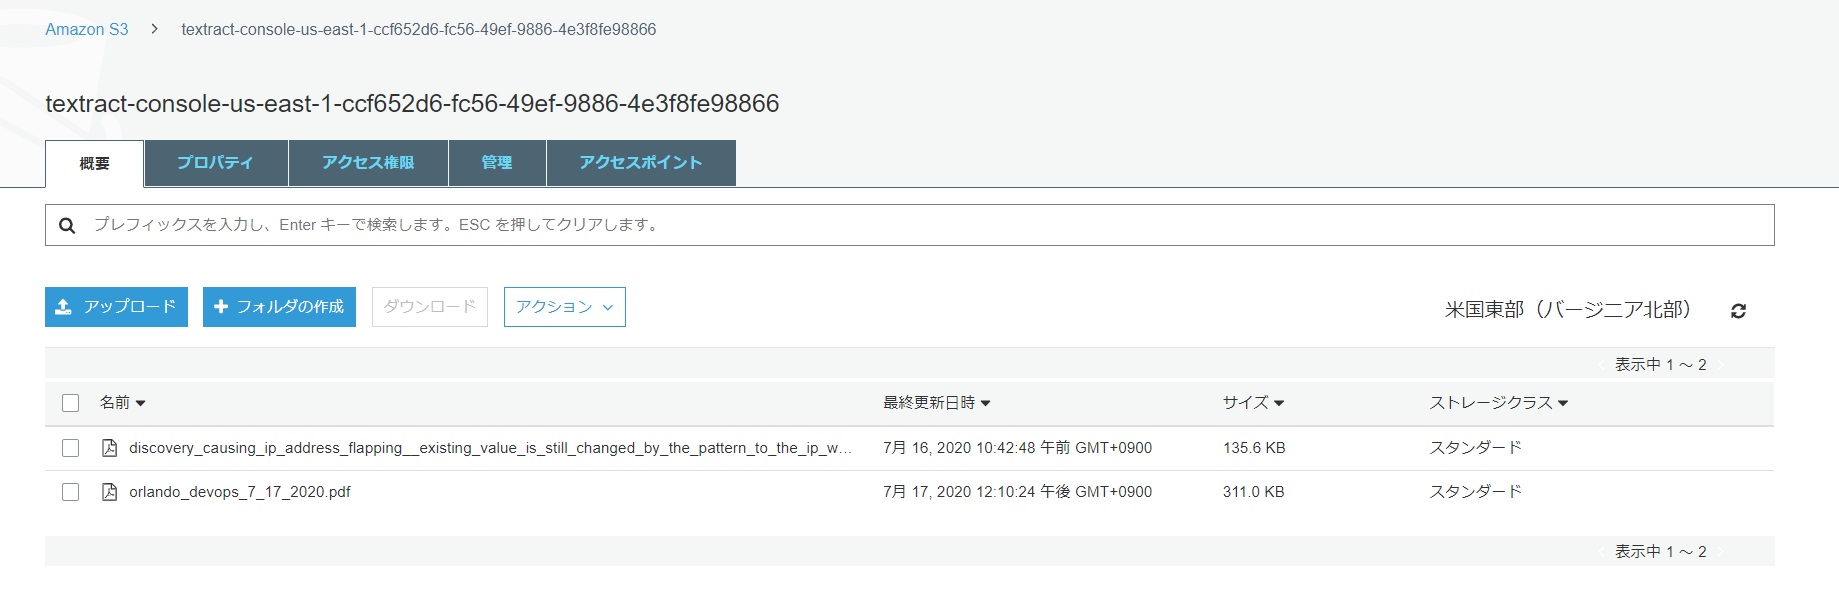 Amazon S3 > textract-console-us-east-1-ccf652d6-fc56-49ef-9886-4e3f8fe98866
textract-console-us-east-1-ccf652d6-fc56-49ef-9886-4e3f8fe98866
概要 プロパティ アクセス権限 管理 アクセスポイント
プレフィックスを入力し、Enter キーで検索します。ESC を押してクリアします。
アップロード + フォルダの作成 ダウンロード アクション 米国東部（バージニア北部）
表示中 1 ～ 2
名前 最終更新日時 サイズ ストレージクラス
discovery_causing_ip_address_flapping__existing_value_is_still_changed_by_the_pattern_to_the_ip_w... 7月 16, 2020 10:42:48 午前 GMT+0900 135.6 KB スタンダード
orlando_devops_7_17_2020.pdf 7月 17, 2020 12:10:24 午後 GMT+0900 311.0 KB スタンダード
表示中 1 ～ 2